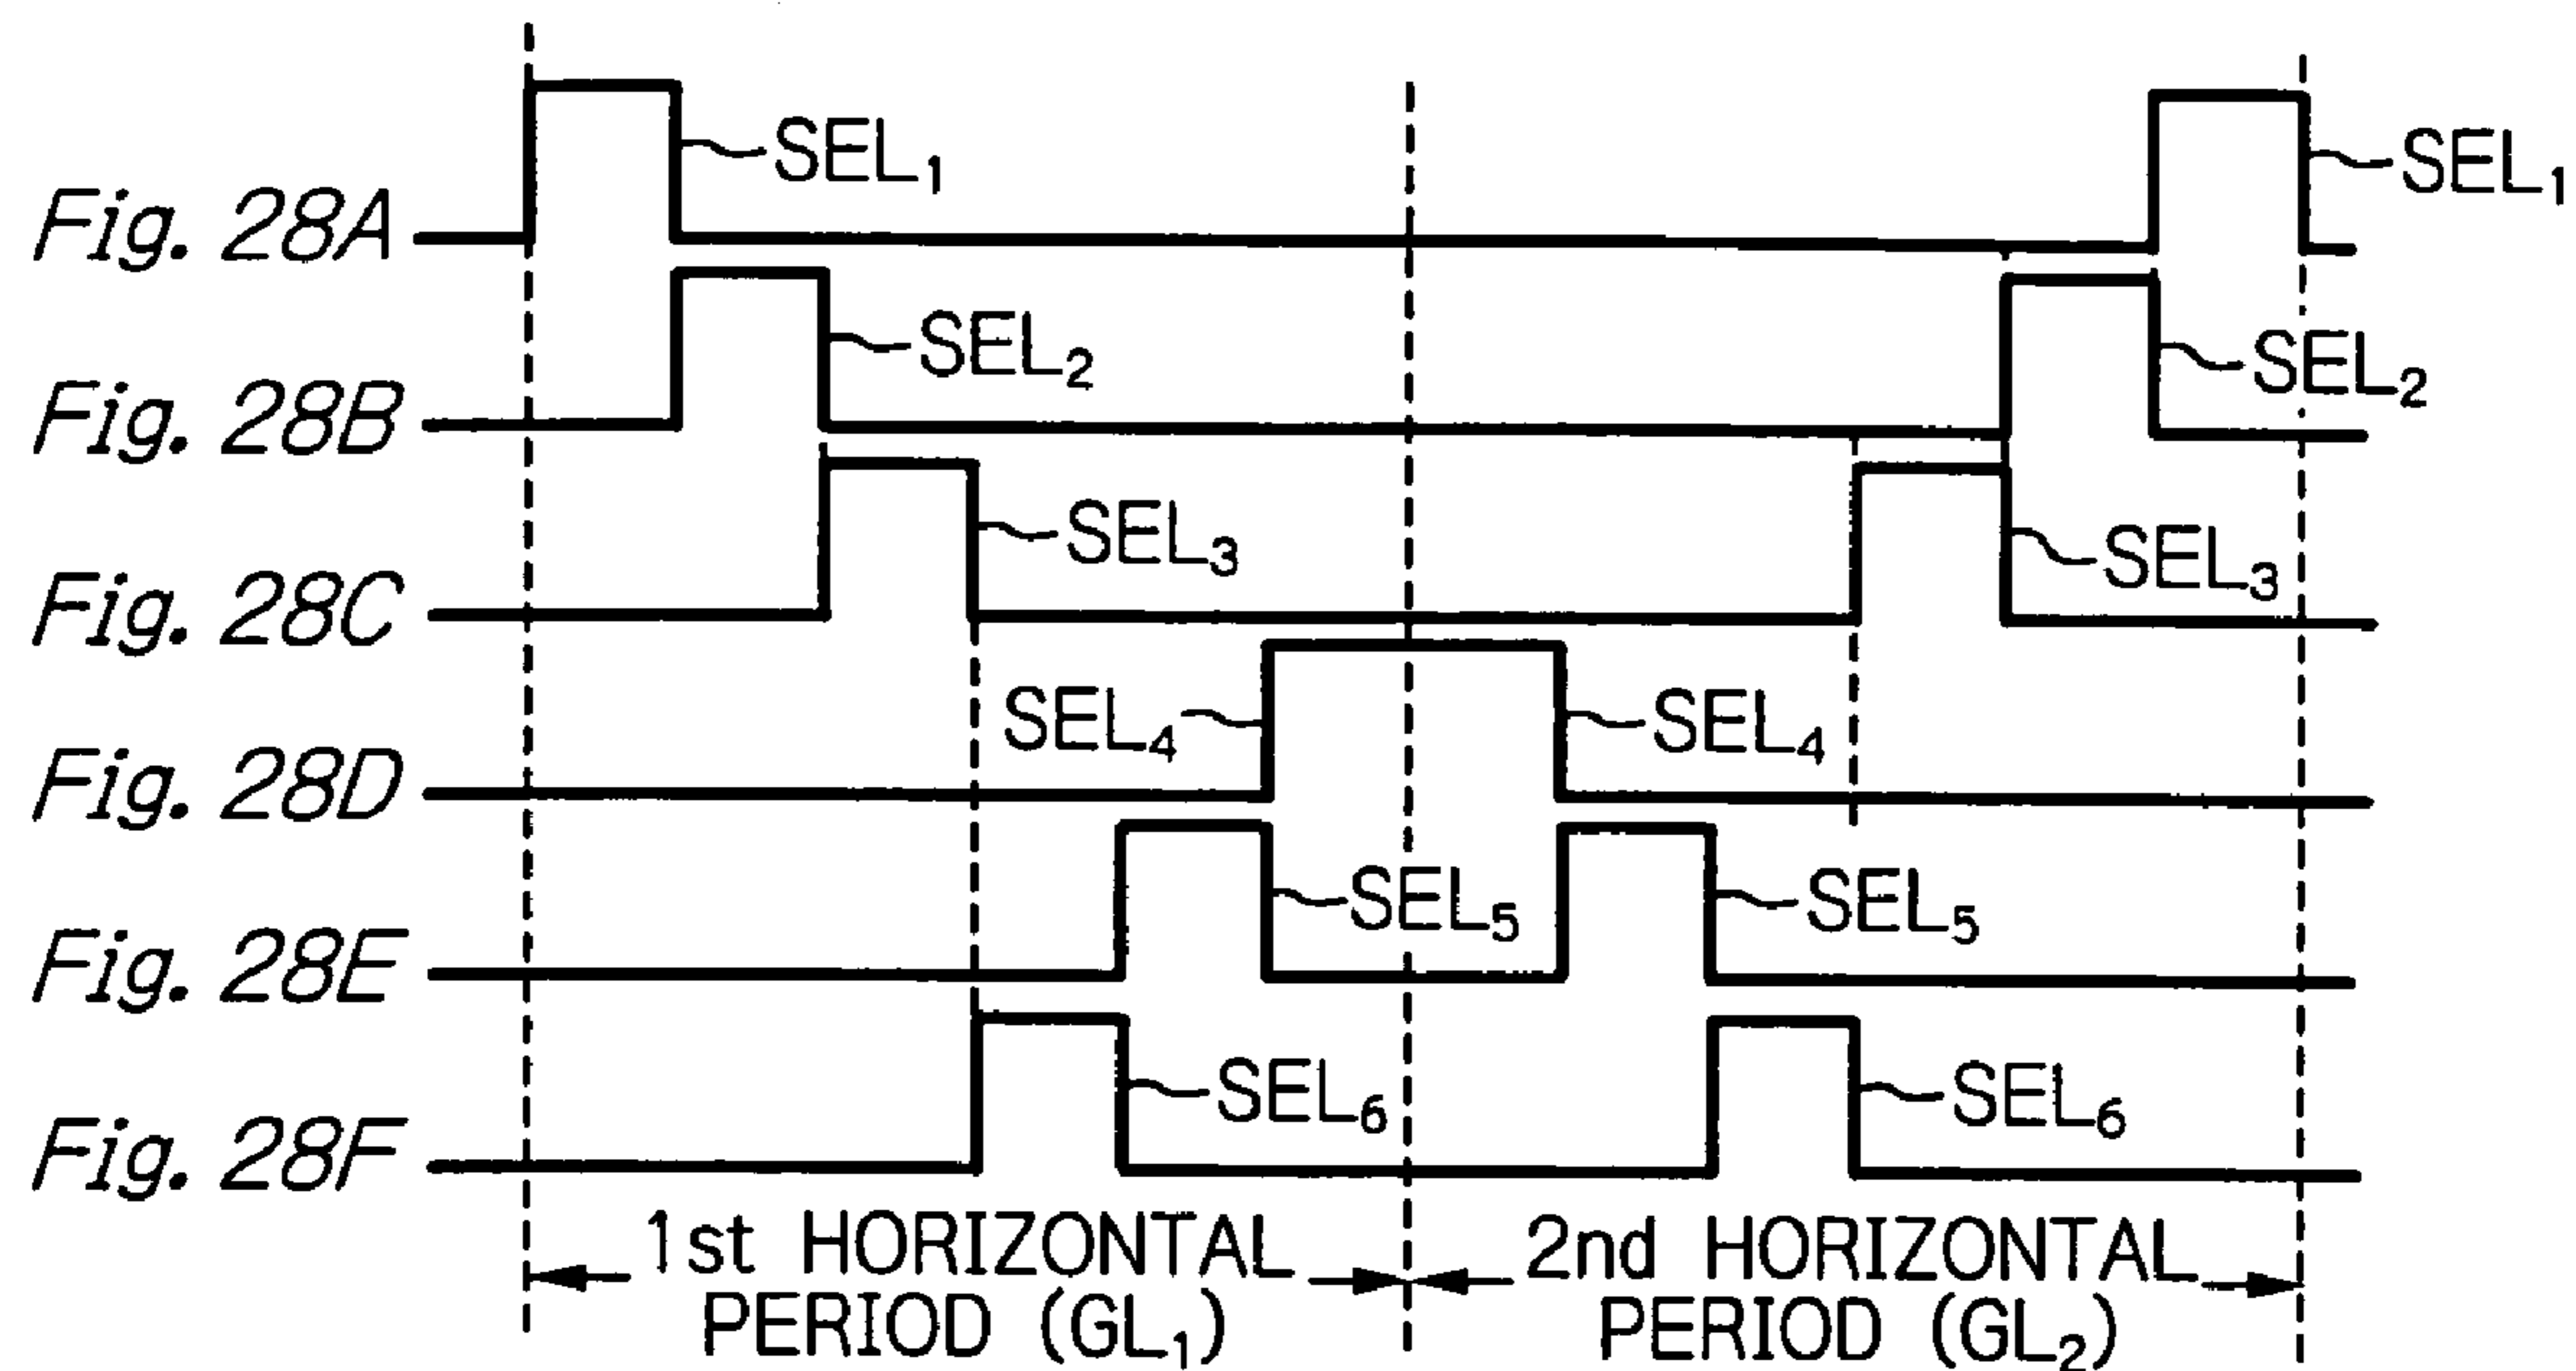 SEL₁
SEL₁
Fig. 28A
SEL₂
SEL₂
Fig. 28B
SEL₃
SEL₃
Fig. 28C
SEL₄
SEL₄
Fig. 28D
SEL₅
SEL₅
Fig. 28E
SEL₆
SEL₆
Fig. 28F
1st HORIZONTAL
PERIOD (GL₁)
2nd HORIZONTAL
PERIOD (GL₂)